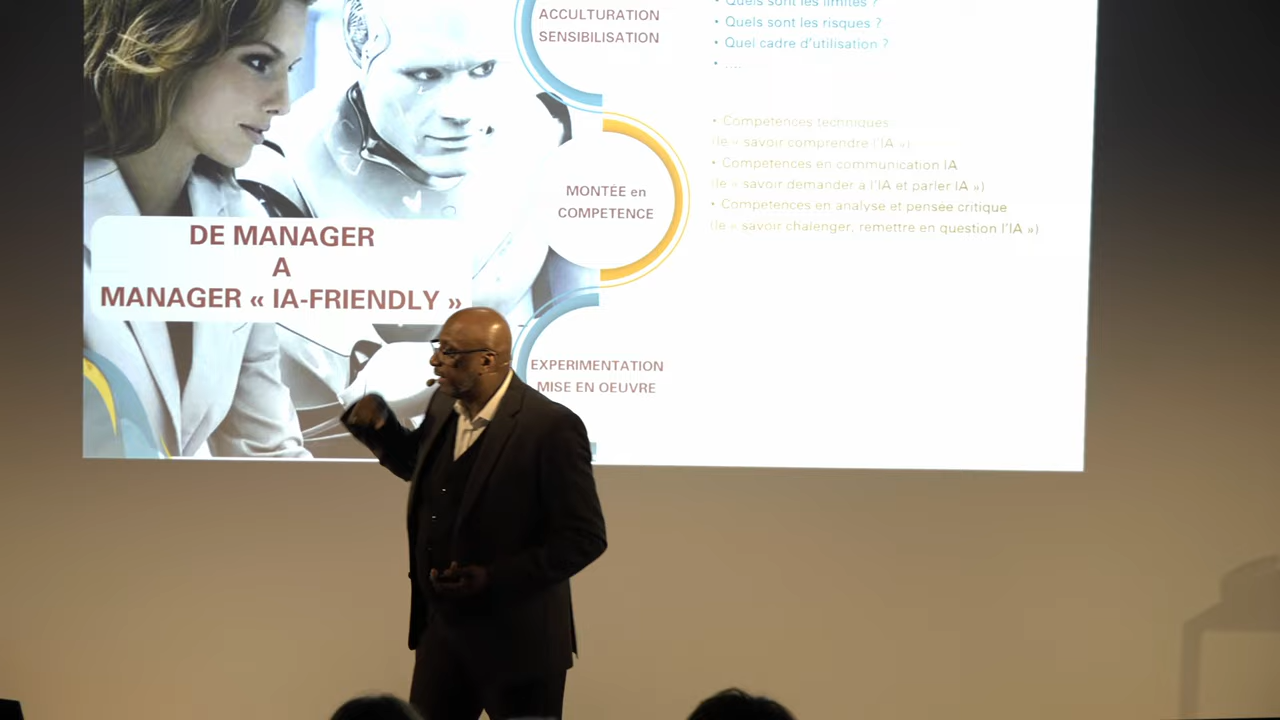 ACCULTURATION
SENSIBILISATION
• Quels sont les limites ?
• Quels sont les risques ?
• Quel cadre d'utilisation ?
• ....
DE MANAGER
A
MANAGER « IA-FRIENDLY »
MONTÉE en
COMPETENCE
• Compétences techniques
(le « savoir comprendre l'IA »)
• Compétences en communication IA
(le « savoir demander à l'IA et parler IA »)
• Compétences en analyse et pensée critique
(le « savoir chalenger, remettre en question l'IA »)
EXPERIMENTATION
MISE EN OEUVRE